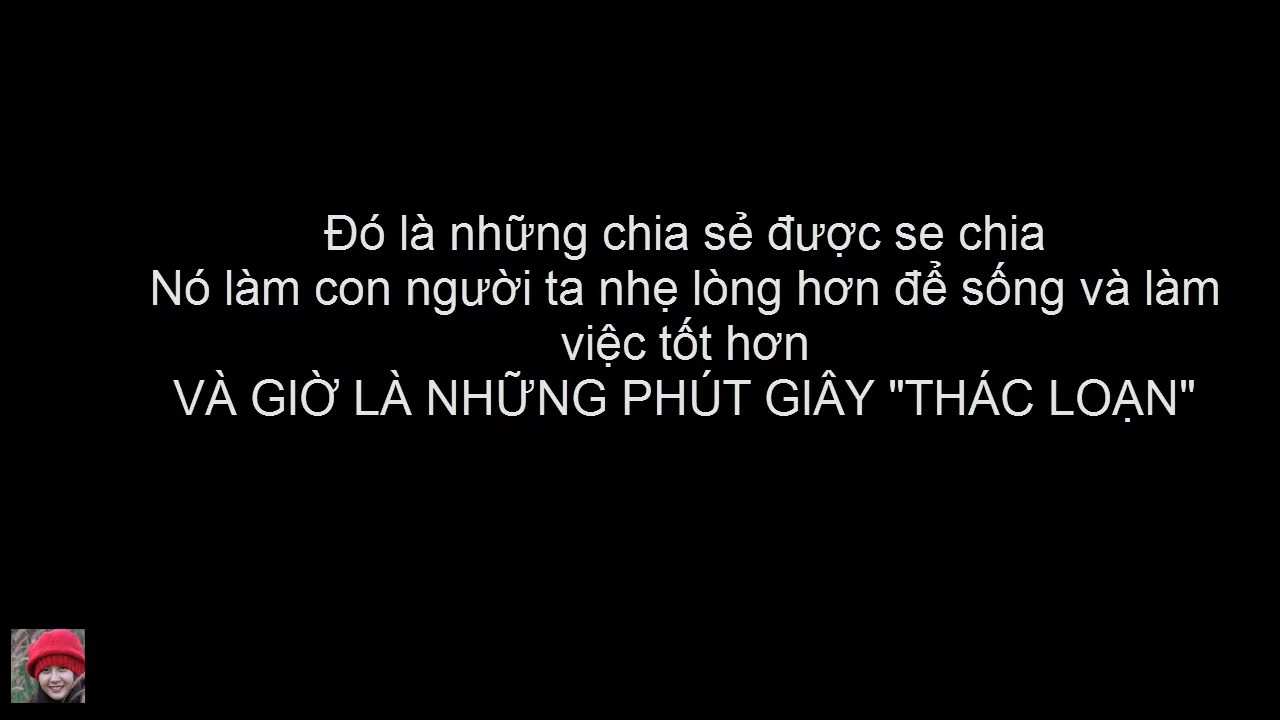 Đó là những chia sẻ được se chia
Nó làm con người ta nhẹ lòng hơn để sống và làm
việc tốt hơn
VÀ GIỜ LÀ NHỮNG PHÚT GIÂY "THÁC LOẠN"